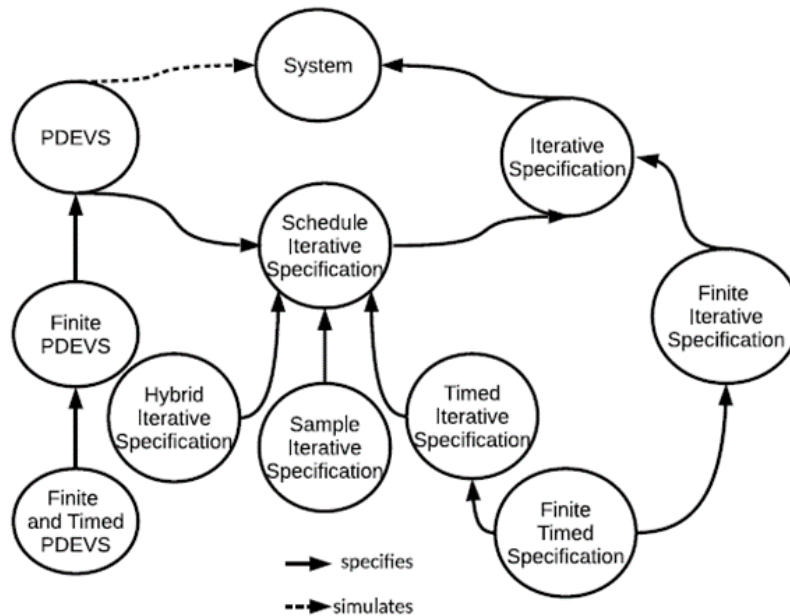 System
PDEVS
Iterative
Specification
Schedule
Iterative
Specification
Finite
Iterative
Specification
Finite
PDEVS
Hybrid
Iterative
Specification
Sample
Iterative
Specification
Timed
Iterative
Specification
Finite
and Timed
PDEVS
Finite
Timed
Specification
specifies
simulates